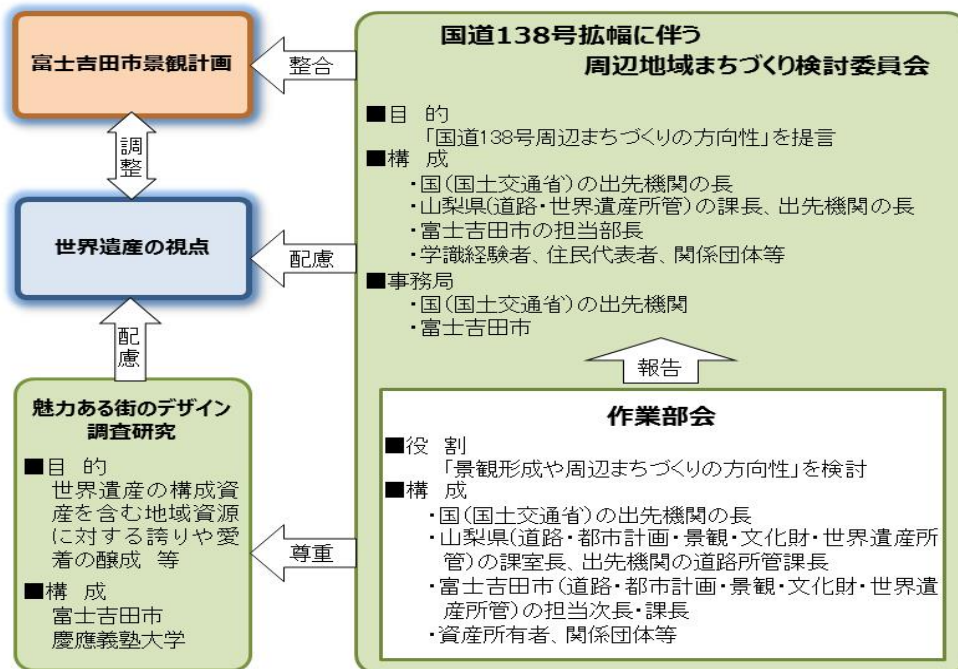 富士吉田市景観計画
調整
世界遺産の視点
配慮
魅力ある街のデザイン
調査研究
■目 的
世界遺産の構成資
産を含む地域資源
に対する誇りや愛
着の醸成 等
■構 成
富士吉田市
慶應義塾大学
整合
配慮
尊重
国道138号拡幅に伴う
周辺地域まちづくり検討委員会
■目 的
「国道138号周辺まちづくりの方向性」を提言
■構 成
・国(国土交通省)の出先機関の長
・山梨県(道路・世界遺産所管)の課長、出先機関の長
・富士吉田市の担当部長
・学識経験者、住民代表者、関係団体等
■事務局
・国(国土交通省)の出先機関
・富士吉田市
報告
作業部会
■役 割
「景観形成や周辺まちづくりの方向性」を検討
■構 成
・国(国土交通省)の出先機関の長
・山梨県(道路・都市計画・景観・文化財・世界遺産所
管)の課室長、出先機関の道路所管課長
・富士吉田市(道路・都市計画・景観・文化財・世界遺
産所管)の担当次長・課長
・資産所有者、関係団体等